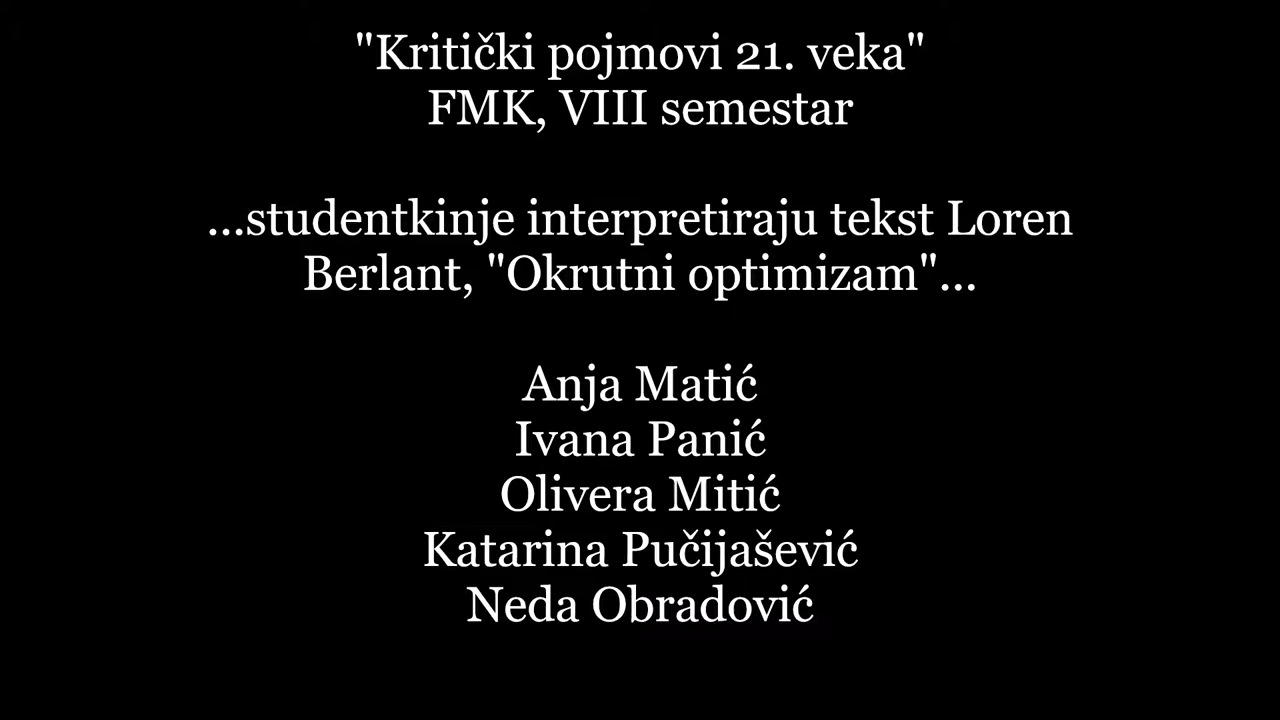 "Kritički pojmovi 21. veka"
FMK, VIII semestar
...studentkinje interpretiraju tekst Loren
Berlant, "Okrutni optimizam"...
Anja Matić
Ivana Panić
Olivera Mitić
Katarina Pučijašević
Neda Obradović